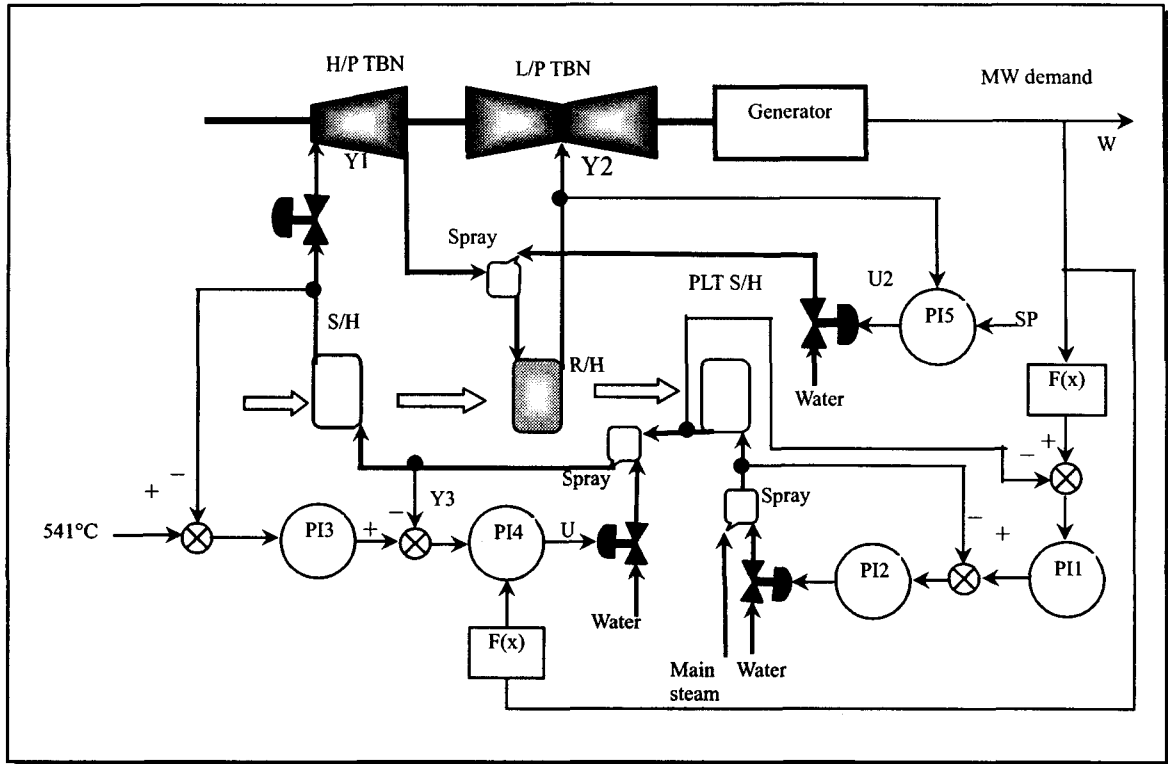 H/P TBN
L/P TBN
MW demand
Generator
W
Y1
Y2
Spray
PLT S/H
U2
S/H
PI5
SP
R/H
Water
F(x)
+
−
−
Spray
Spray
−
+
Y3
541°C
PI3
+
−
PI4
U
−
+
PI2
PI1
Water
F(x)
Main
steam
Water